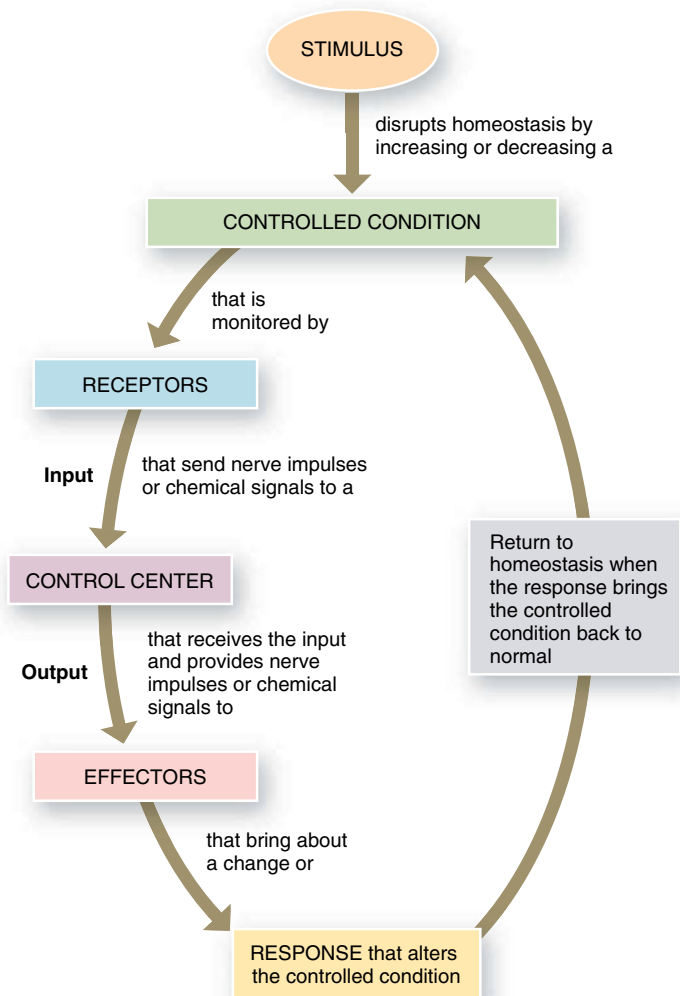 STIMULUS
disrupts homeostasis by
increasing or decreasing a
CONTROLLED CONDITION
that is
monitored by
RECEPTORS
Input
that send nerve impulses
or chemical signals to a
CONTROL CENTER
Output
that receives the input
and provides nerve
impulses or chemical
signals to
EFFECTORS
that bring about
a change or
RESPONSE that alters
the controlled condition
Return to
homeostasis when
the response brings
the controlled
condition back to
normal